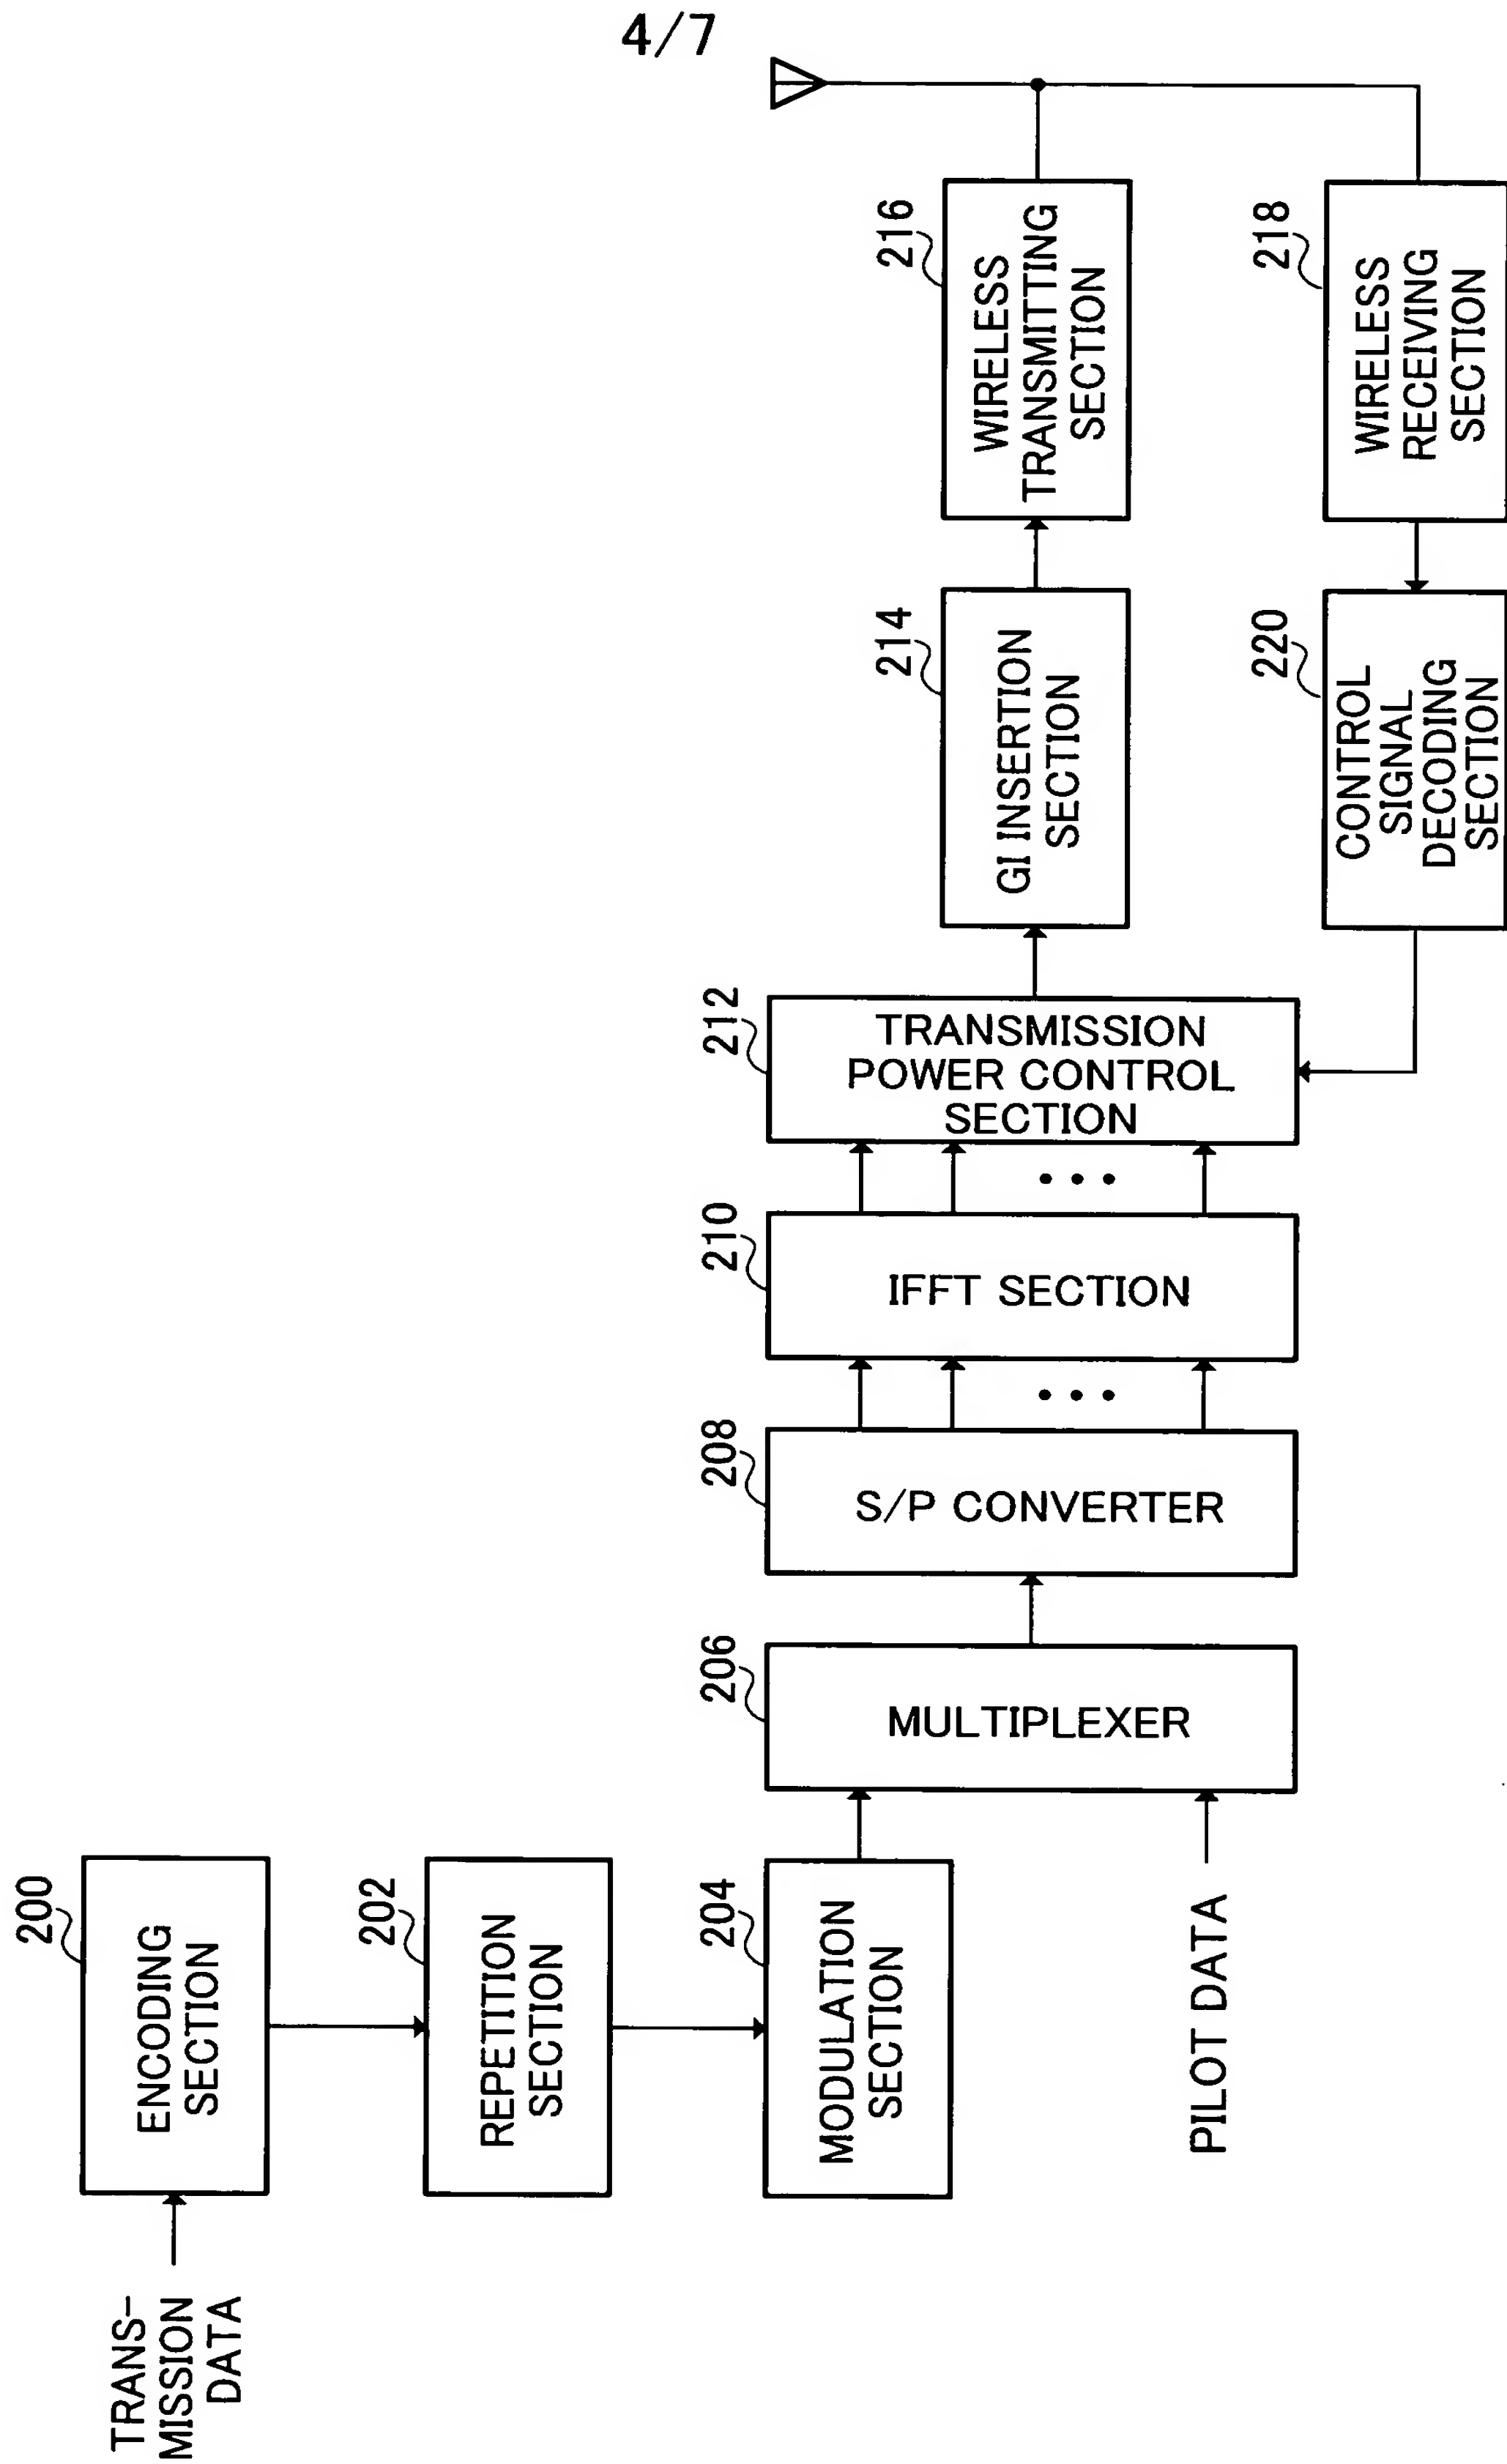 4/7
216
WIRELESS
TRANSMITTING
SECTION
218
WIRELESS
RECEIVING
SECTION
214
GI INSERTION
SECTION
220
CONTROL
SIGNAL
DECODING
SECTION
212
TRANSMISSION
POWER CONTROL
SECTION
210
IFFT SECTION
208
S/P CONVERTER
206
MULTIPLEXER
200
ENCODING
SECTION
202
REPETITION
SECTION
204
MODULATION
SECTION
PILOT DATA
TRANS-
MISSION
DATA